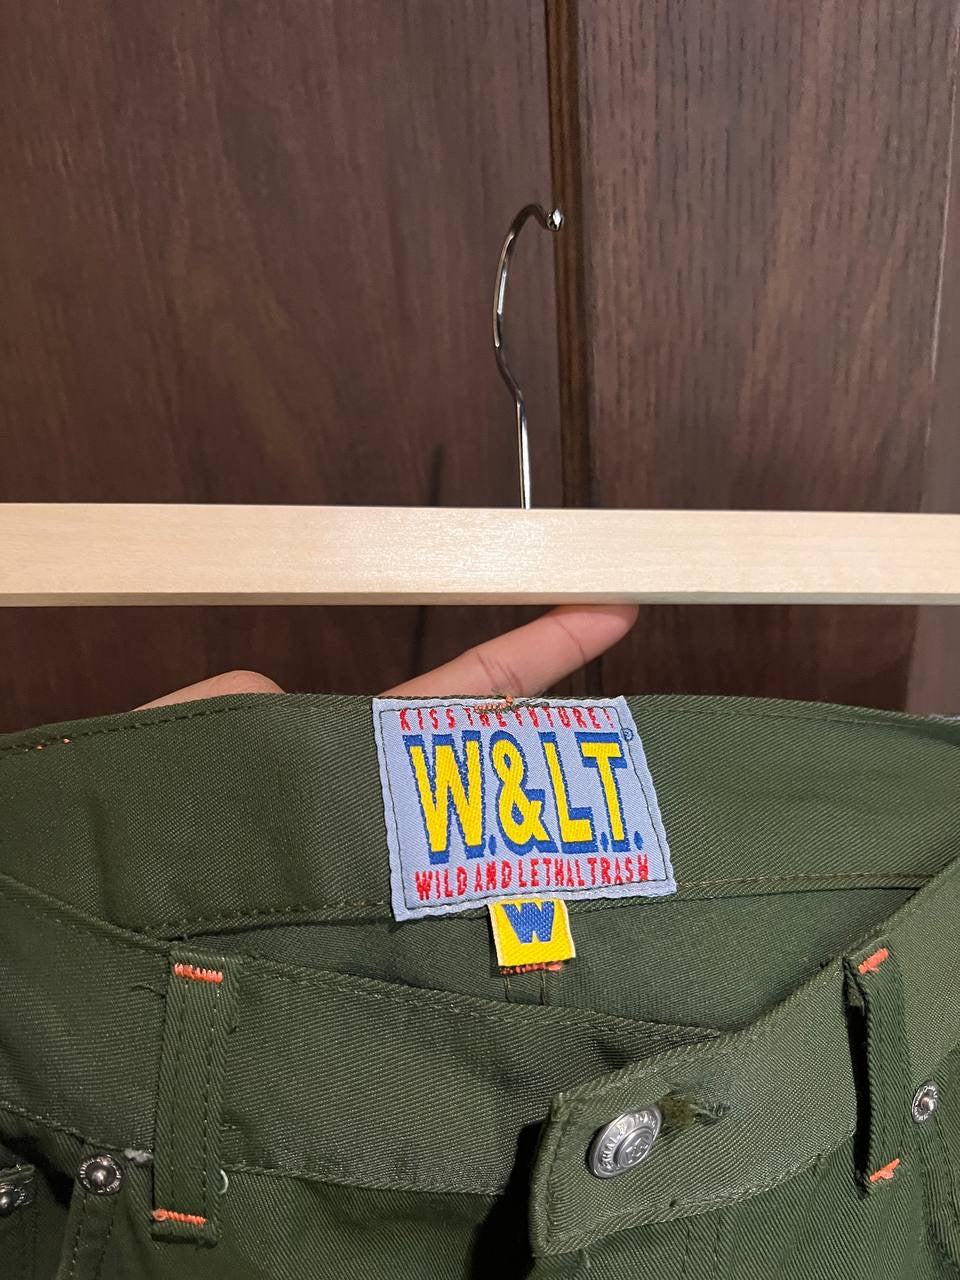 KISS THE FUTURE!
W.&L.T.®
WILD AND LETHAL TRASH
W